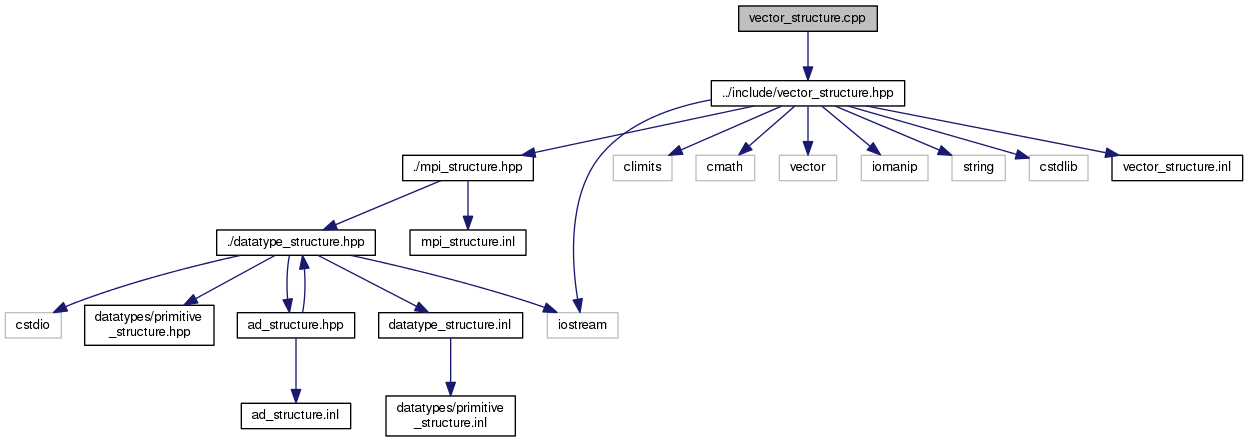 vector_structure.cpp
../include/vector_structure.hpp
./mpi_structure.hpp
climits
cmath
vector
iomanip
string
cstdlib
vector_structure.inl
./datatype_structure.hpp
mpi_structure.inl
cstdio
datatypes/primitive
_structure.hpp
ad_structure.hpp
datatype_structure.inl
iostream
ad_structure.inl
datatypes/primitive
_structure.inl